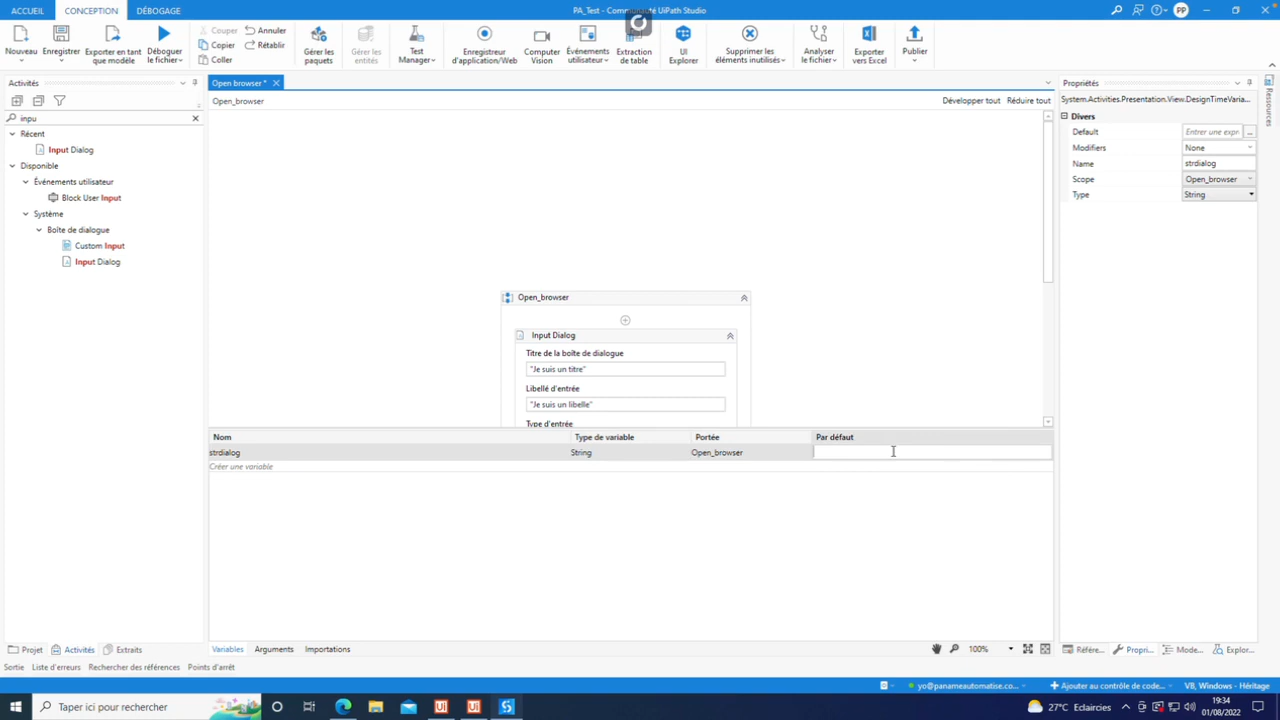 ACCUEIL CONCEPTION DÉBOGAGE PA_Test - Communauté UiPath Studio PP
Nouveau Enregistrer Exporter en tant que modèle Déboguer le fichier Couper Copier Coller Annuler Rétablir Gérer les paquets Gérer les entités Test Manager Enregistreur d'application/Web Computer Vision Événements utilisateur Extraction de table UI Explorer Supprimer les éléments inutilisés Analyser le fichier Exporter vers Excel Publier
Activités
inpu
Récent
Input Dialog
Disponible
Événements utilisateur
Block User Input
Système
Boîte de dialogue
Custom Input
Input Dialog
Open browser *
Open_browser Développer tout Réduire tout
Open_browser
Input Dialog
Titre de la boîte de dialogue
"Je suis un titre"
Libellé d'entrée
"Je suis un libelle"
Type d'entrée
Nom Type de variable Portée Par défaut
strdialog String Open_browser
Créer une variable
Propriétés
System.Activities.Presentation.View.DesignTimeVaria...
Divers
Default Entrer une expr ...
Modifiers None
Name strdialog
Scope Open_browser
Type String
Ressources
Projet Activités Extraits Variables Arguments Importations 100% Référe... Propri... Mode... Explor...
Sortie Liste d'erreurs Rechercher des références Points d'arrêt
yo@panameautomatise.co... Ajouter au contrôle de code... VB, Windows - Héritage
Taper ici pour rechercher 27°C Eclaircies 19:34
01/08/2022